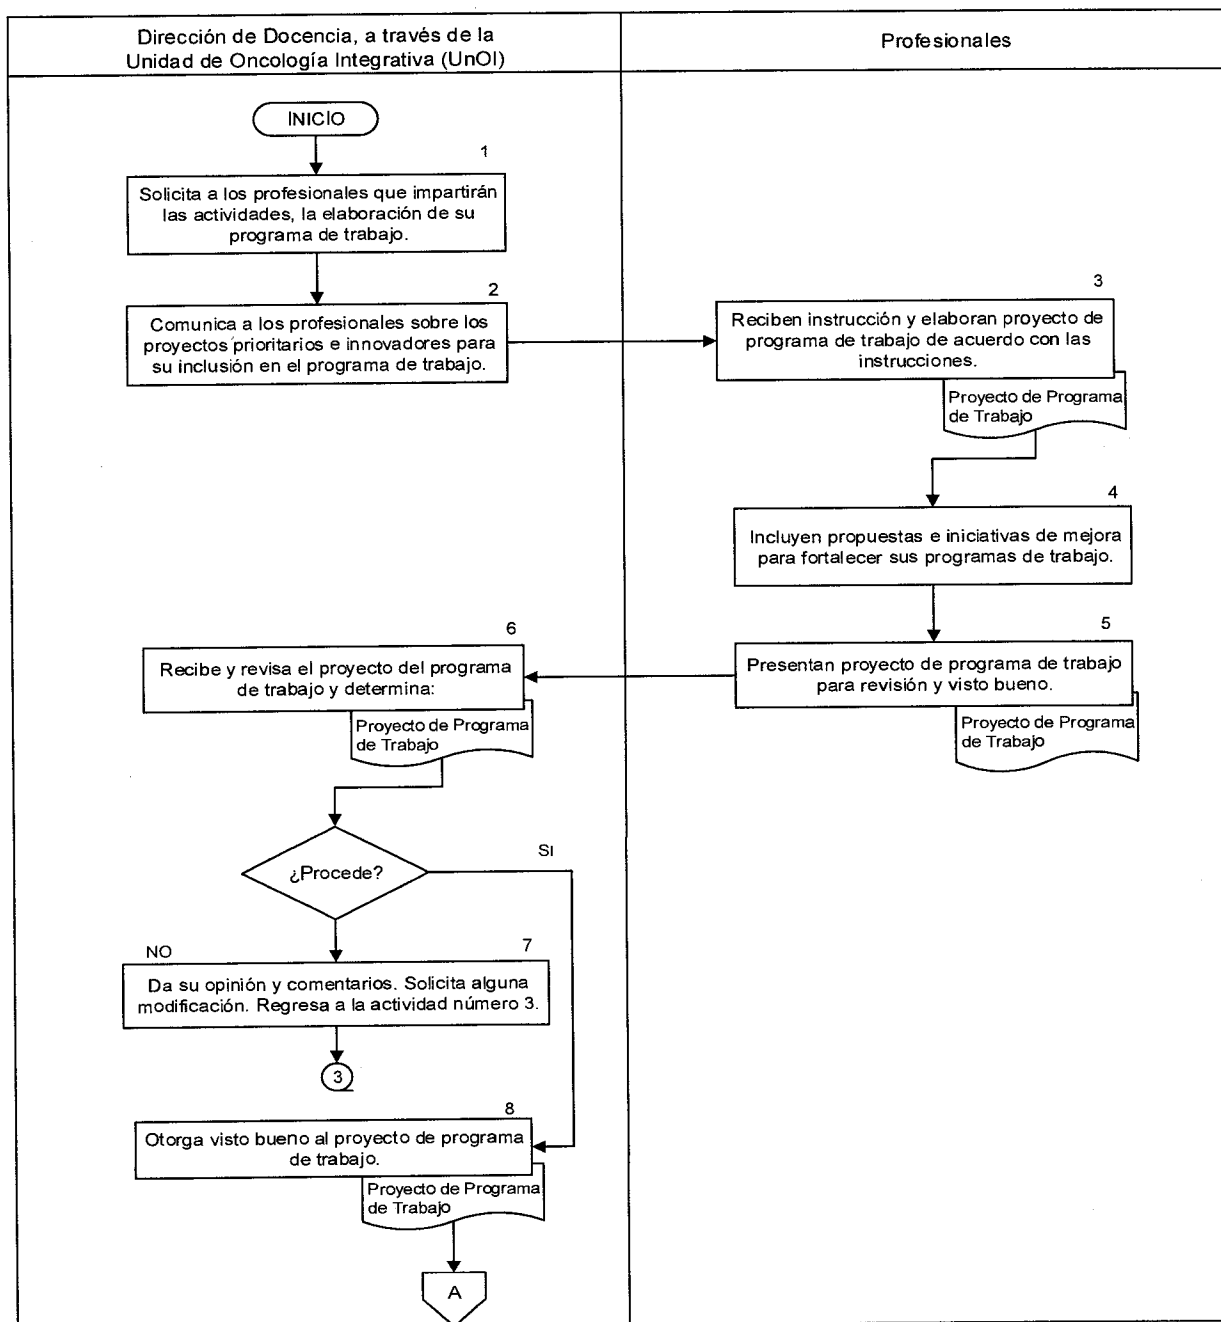 Dirección de Docencia, a través de la
Unidad de Oncología Integrativa (UnOI)
Profesionales
INICIO
1
Solicita a los profesionales que impartirán
las actividades, la elaboración de su
programa de trabajo.
2
Comunica a los profesionales sobre los
proyectos prioritarios e innovadores para
su inclusión en el programa de trabajo.
3
Reciben instrucción y elaboran proyecto de
programa de trabajo de acuerdo con las
instrucciones.
Proyecto de Programa
de Trabajo
4
Incluyen propuestas e iniciativas de mejora
para fortalecer sus programas de trabajo.
5
Presentan proyecto de programa de trabajo
para revisión y visto bueno.
Proyecto de Programa
de Trabajo
6
Recibe y revisa el proyecto del programa
de trabajo y determina:
Proyecto de Programa
de Trabajo
¿Procede?
SI
NO
7
Da su opinión y comentarios. Solicita alguna
modificación. Regresa a la actividad número 3.
3
8
Otorga visto bueno al proyecto de programa
de trabajo.
Proyecto de Programa
de Trabajo
A